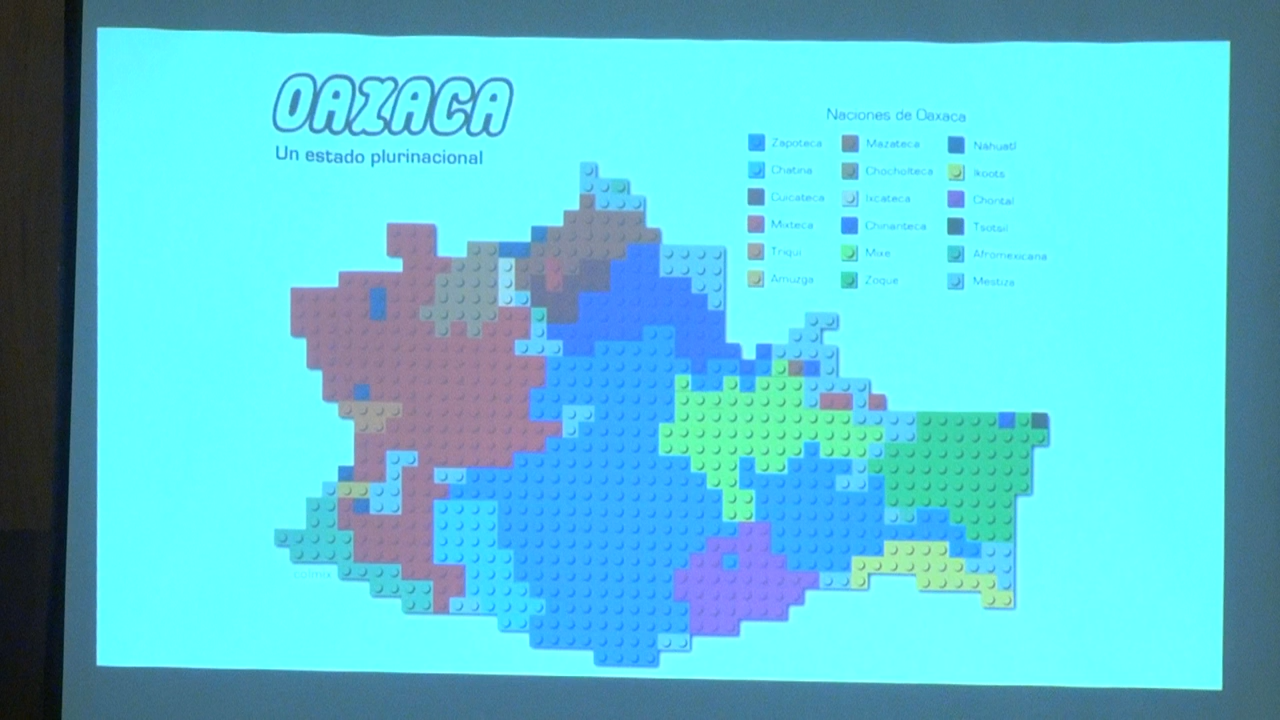 OAXACA
Un estado plurinacional
Naciones de Oaxaca
Zapoteca
Mazateca
Nahuatl
Chatina
Chocholteca
Ikoots
Cuicateca
Ixcateca
Chontal
Mixteca
Chinanteca
Tsotsil
Triqui
Mixe
Afromexicana
Amuzga
Zoque
Mestiza
colmix